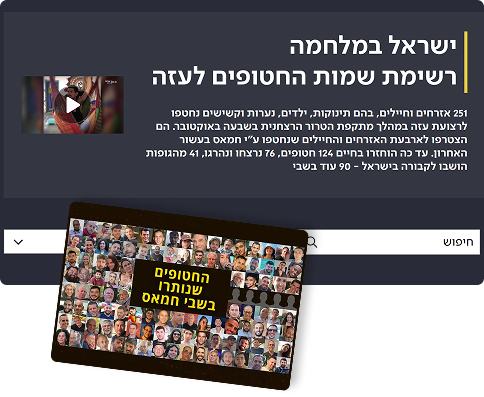 ישראל במלחמה
רשימת שמות החטופים לעזה
251 אזרחים וחיילים, בהם תינוקות, ילדים, נערות וקשישים נחטפו
לרצועת עזה במהלך מתקפת הטרור הרצחנית בשבעה באוקטובר. הם
הצטרפו לארבעת האזרחים והחיילים שנחטפו ע"י חמאס בעשור
האחרון. עד כה הוחזרו בחיים 124 חטופים, 76 נרצחו ונהרגו, 41 מהגופות
הושבו לקבורה בישראל - 90 עוד בשבי
חיפוש
החטופים
שנותרו
בשבי חמאס